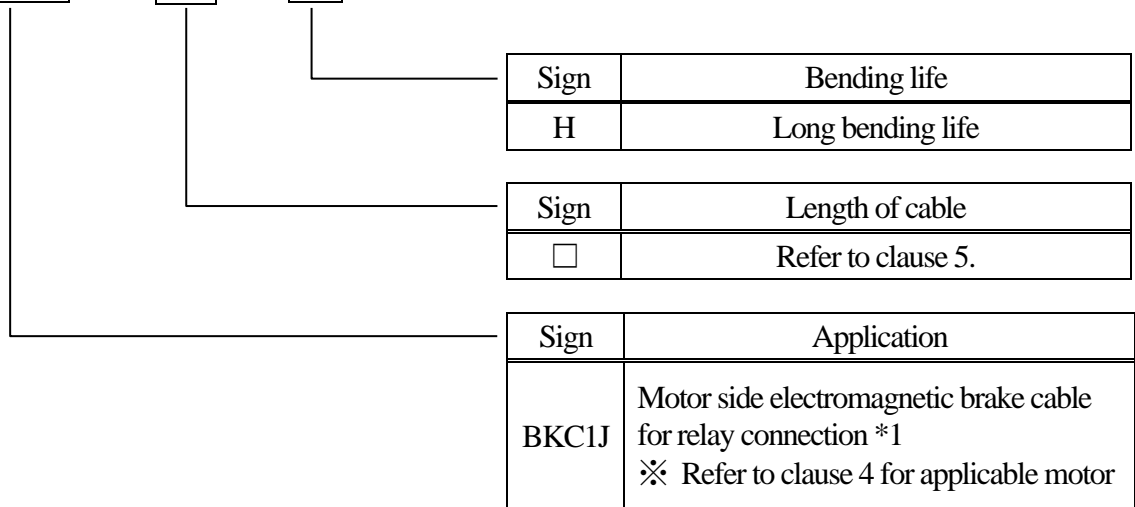 Sign Bending life
H Long bending life
Sign Length of cable
□ Refer to clause 5.
Sign Application
BKC1J Motor side electromagnetic brake cable
for relay connection *1
※ Refer to clause 4 for applicable motor